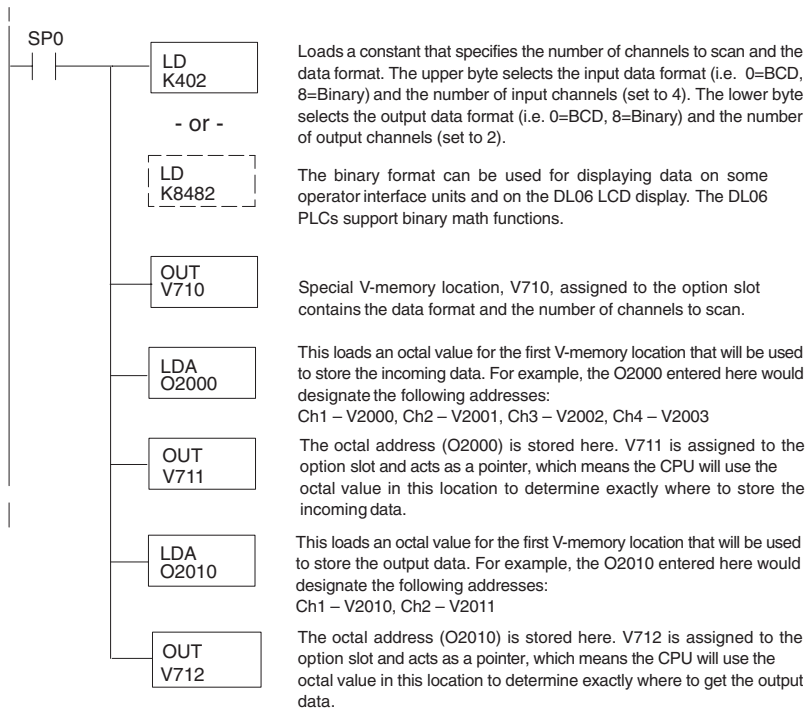 SP0
LD
K402
Loads a constant that specifies the number of channels to scan and the
data format. The upper byte selects the input data format (i.e. 0=BCD,
8=Binary) and the number of input channels (set to 4). The lower byte
selects the output data format (i.e. 0=BCD, 8=Binary) and the number
of output channels (set to 2).
- or -
LD
K8482
The binary format can be used for displaying data on some
operator interface units and on the DL06 LCD display. The DL06
PLCs support binary math functions.
OUT
V710
Special V-memory location, V710, assigned to the option slot
contains the data format and the number of channels to scan.
LDA
O2000
This loads an octal value for the first V-memory location that will be used
to store the incoming data. For example, the O2000 entered here would
designate the following addresses:
Ch1 – V2000, Ch2 – V2001, Ch3 – V2002, Ch4 – V2003
OUT
V711
The octal address (O2000) is stored here. V711 is assigned to the
option slot and acts as a pointer, which means the CPU will use the
octal value in this location to determine exactly where to store the
incoming data.
LDA
O2010
This loads an octal value for the first V-memory location that will be used
to store the output data. For example, the O2010 entered here would
designate the following addresses:
Ch1 – V2010, Ch2 – V2011
OUT
V712
The octal address (O2010) is stored here. V712 is assigned to the
option slot and acts as a pointer, which means the CPU will use the
octal value in this location to determine exactly where to get the output
data.